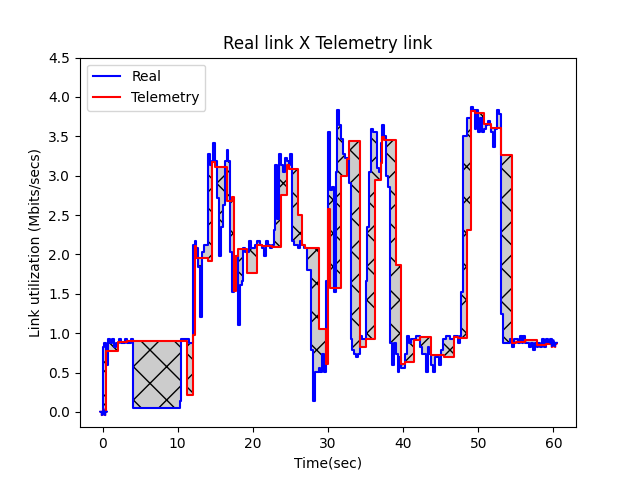 Real link X Telemetry link
Real
Telemetry
Link utilization (Mbits/secs)
4.5
4.0
3.5
3.0
2.5
2.0
1.5
1.0
0.5
0.0
0 10 20 30 40 50 60
Time(sec)